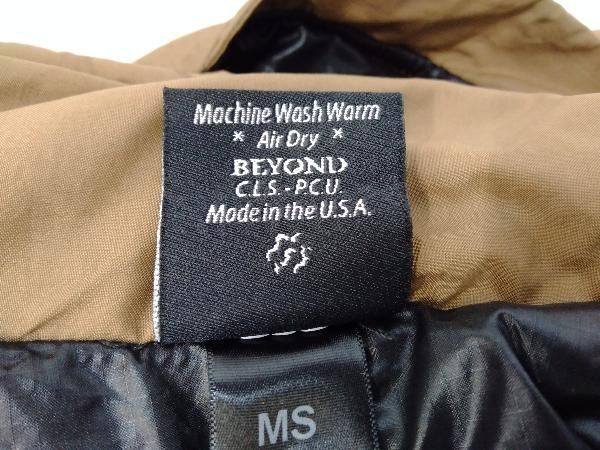 Machine Wash Warm
* Air Dry *
BEYOND
C.L.S.-P.C.U.
Made in the U.S.A.
MS